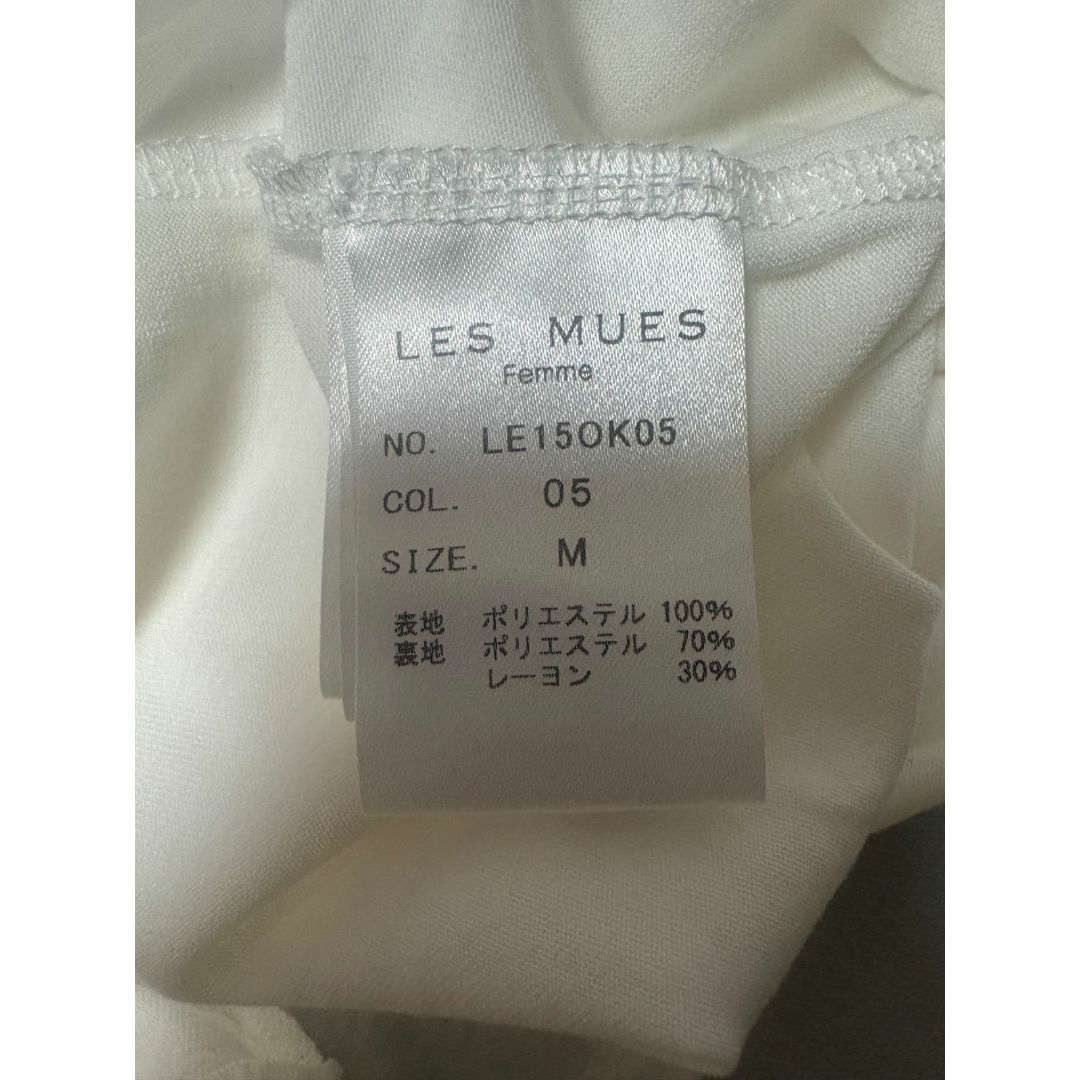 LES MUES
Femme
NO. LE15OK05
COL. 05
SIZE. M
表地 ポリエステル 100%
裏地 ポリエステル 70%
レーヨン 30%